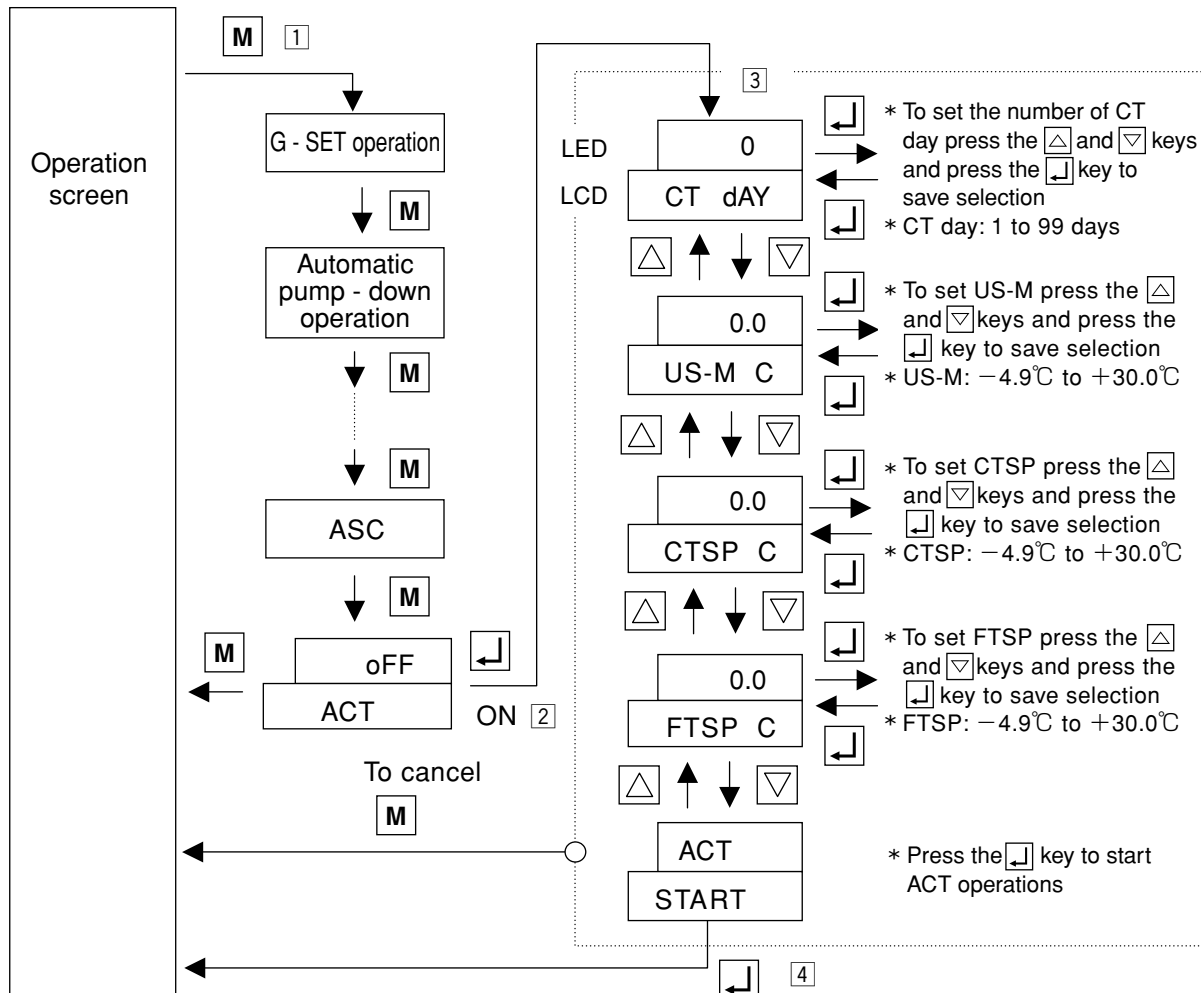 Operation
screen
M 1
G - SET operation
M
Automatic
pump - down
operation
M
M
ASC
M
M
oFF
ACT
ON 2
To cancel
M
3
LED
0
LCD
CT dAY
* To set the number of CT
day press the △ and ▽ keys
and press the ↵ key to
save selection
* CT day: 1 to 99 days
0.0
US-M C
* To set US-M press the △
and ▽ keys and press the
↵ key to save selection
* US-M: －4.9℃ to ＋30.0℃
0.0
CTSP C
* To set CTSP press the △
and ▽ keys and press the
↵ key to save selection
* CTSP: －4.9℃ to ＋30.0℃
0.0
FTSP C
* To set FTSP press the △
and ▽ keys and press the
↵ key to save selection
* FTSP: －4.9℃ to ＋30.0℃
ACT
START
* Press the ↵ key to start
ACT operations
4